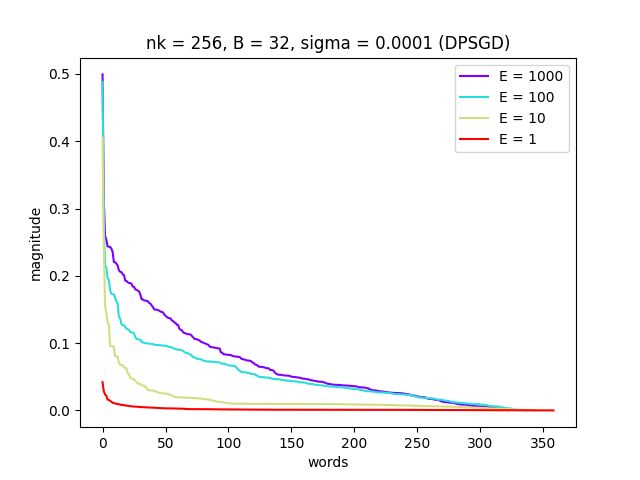 nk = 256, B = 32, sigma = 0.0001 (DPSGD)
E = 1000
E = 100
E = 10
E = 1
0.5
0.4
0.3
0.2
0.1
0.0
magnitude
0 50 100 150 200 250 300 350
words